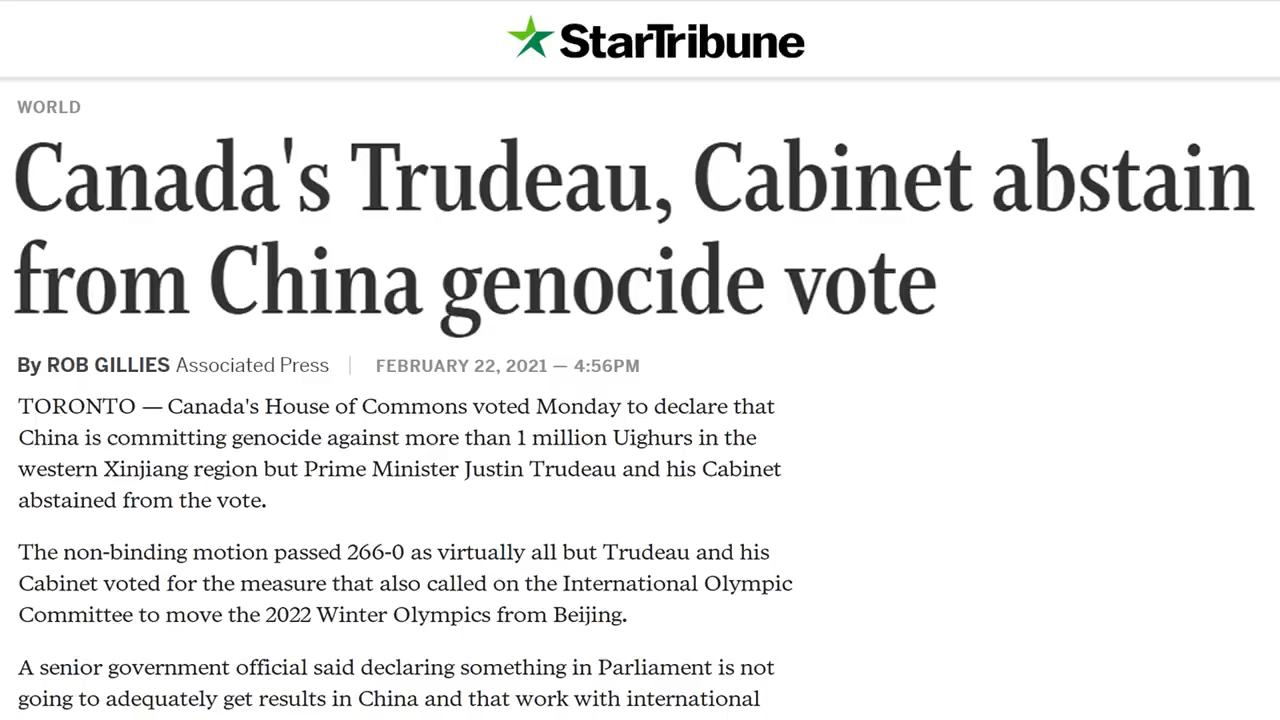 StarTribune
WORLD
Canada's Trudeau, Cabinet abstain
from China genocide vote
By ROB GILLIES Associated Press | FEBRUARY 22, 2021 — 4:56PM
TORONTO — Canada's House of Commons voted Monday to declare that
China is committing genocide against more than 1 million Uighurs in the
western Xinjiang region but Prime Minister Justin Trudeau and his Cabinet
abstained from the vote.
The non-binding motion passed 266-0 as virtually all but Trudeau and his
Cabinet voted for the measure that also called on the International Olympic
Committee to move the 2022 Winter Olympics from Beijing.
A senior government official said declaring something in Parliament is not
going to adequately get results in China and that work with international